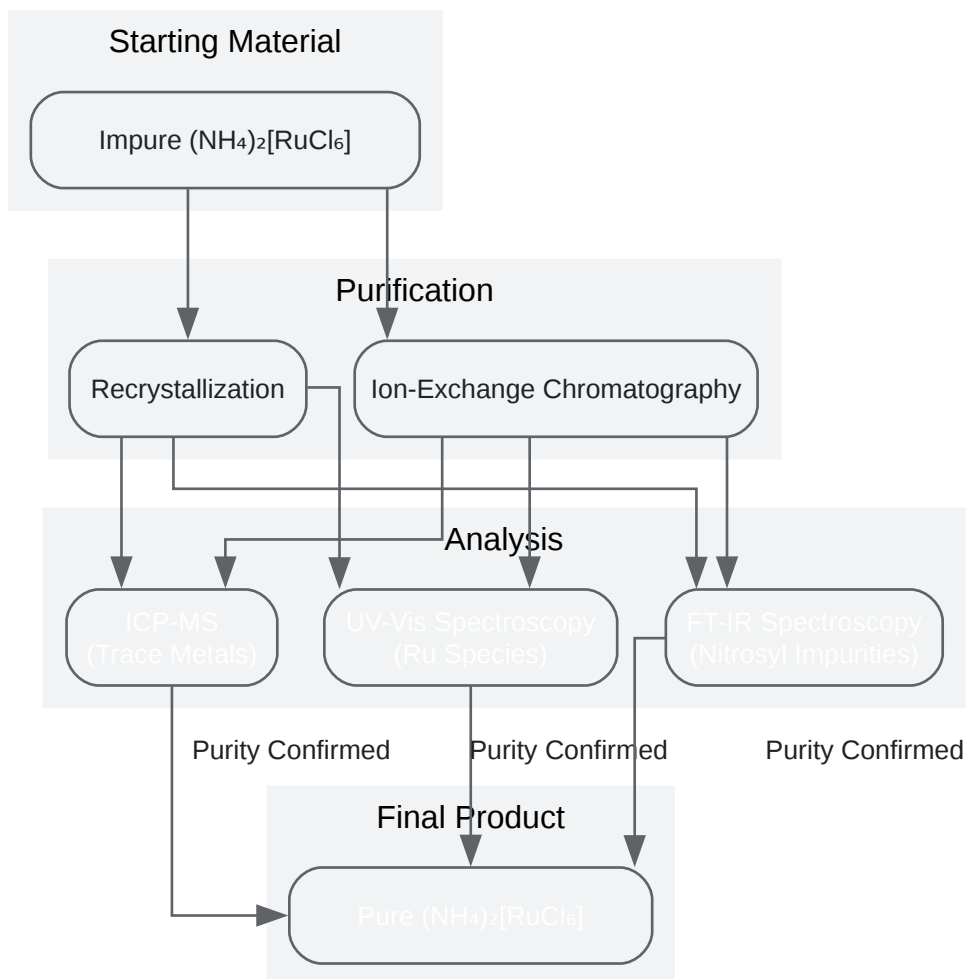 Starting Material
Impure (NH₄)₂[RuCl₆]
Purification
Recrystallization
Ion-Exchange Chromatography
Analysis
ICP-MS
(Trace Metals)
UV-Vis Spectroscopy
(Ru Species)
FT-IR Spectroscopy
(Nitrosyl Impurities)
Purity Confirmed
Purity Confirmed
Purity Confirmed
Final Product
Pure (NH₄)₂[RuCl₆]